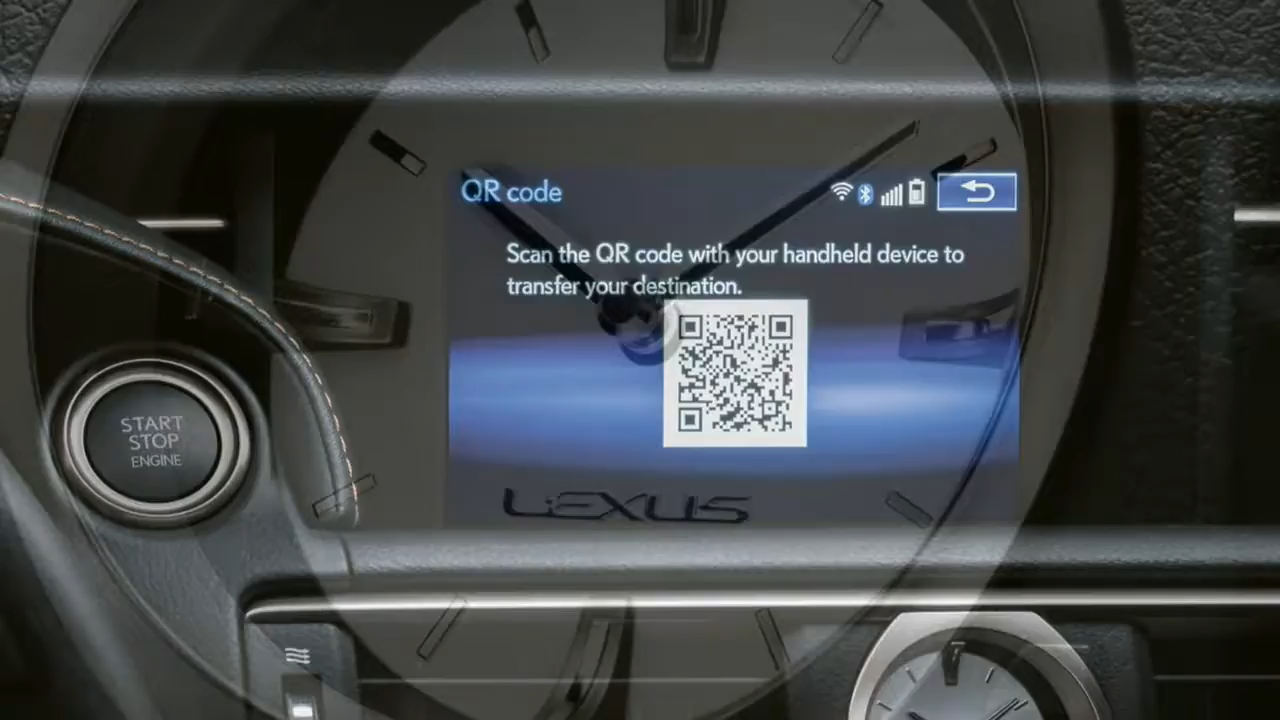 QR code
Scan the QR code with your handheld device to
transfer your destination.
START
STOP
ENGINE
LEXUS